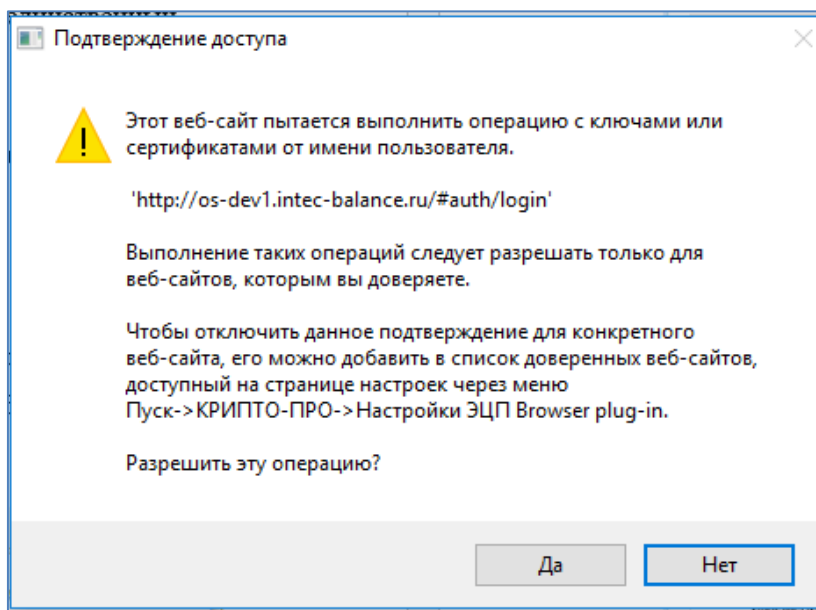 Подтверждение доступа
Этот веб-сайт пытается выполнить операцию с ключами или
сертификатами от имени пользователя.
'http://os-dev1.intec-balance.ru/#auth/login'
Выполнение таких операций следует разрешать только для
веб-сайтов, которым вы доверяете.
Чтобы отключить данное подтверждение для конкретного
веб-сайта, его можно добавить в список доверенных веб-сайтов,
доступный на странице настроек через меню
Пуск->КРИПТО-ПРО->Настройки ЭЦП Browser plug-in.
Разрешить эту операцию?
Да
Нет